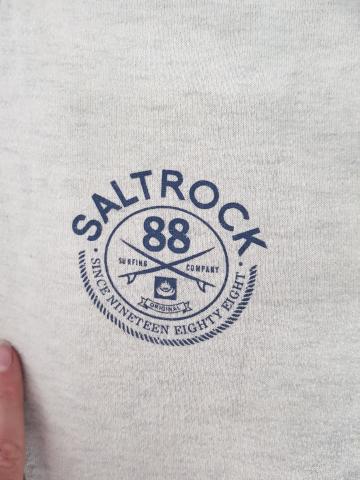 SALTROCK
88
SURFING COMPANY
ORIGINAL
· SINCE NINETEEN EIGHTY EIGHT ·